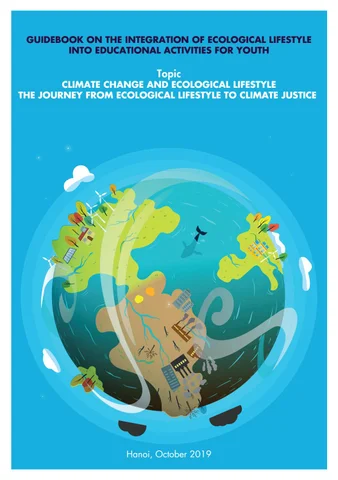 GUIDEBOOK ON THE INTEGRATION OF ECOLOGICAL LIFESTYLE
INTO EDUCATIONAL ACTIVITIES FOR YOUTH
Topic
CLIMATE CHANGE AND ECOLOGICAL LIFESTYLE
THE JOURNEY FROM ECOLOGICAL LIFESTYLE TO CLIMATE JUSTICE
Hanoi, October 2019